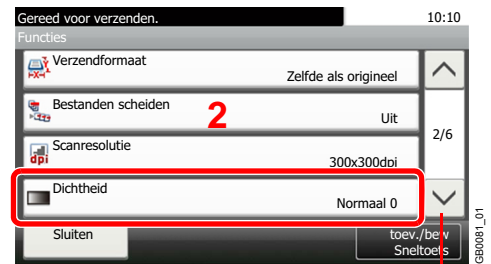 Gereed voor verzenden.
10:10
Functies
Verzendformaat
Zelfde als origineel
Bestanden scheiden
2
Uit
2/6
dpi
Scanresolutie
300x300dpi
Dichtheid
Normaal 0
Sluiten
toev./bew
Sneltoets
GB0081_01